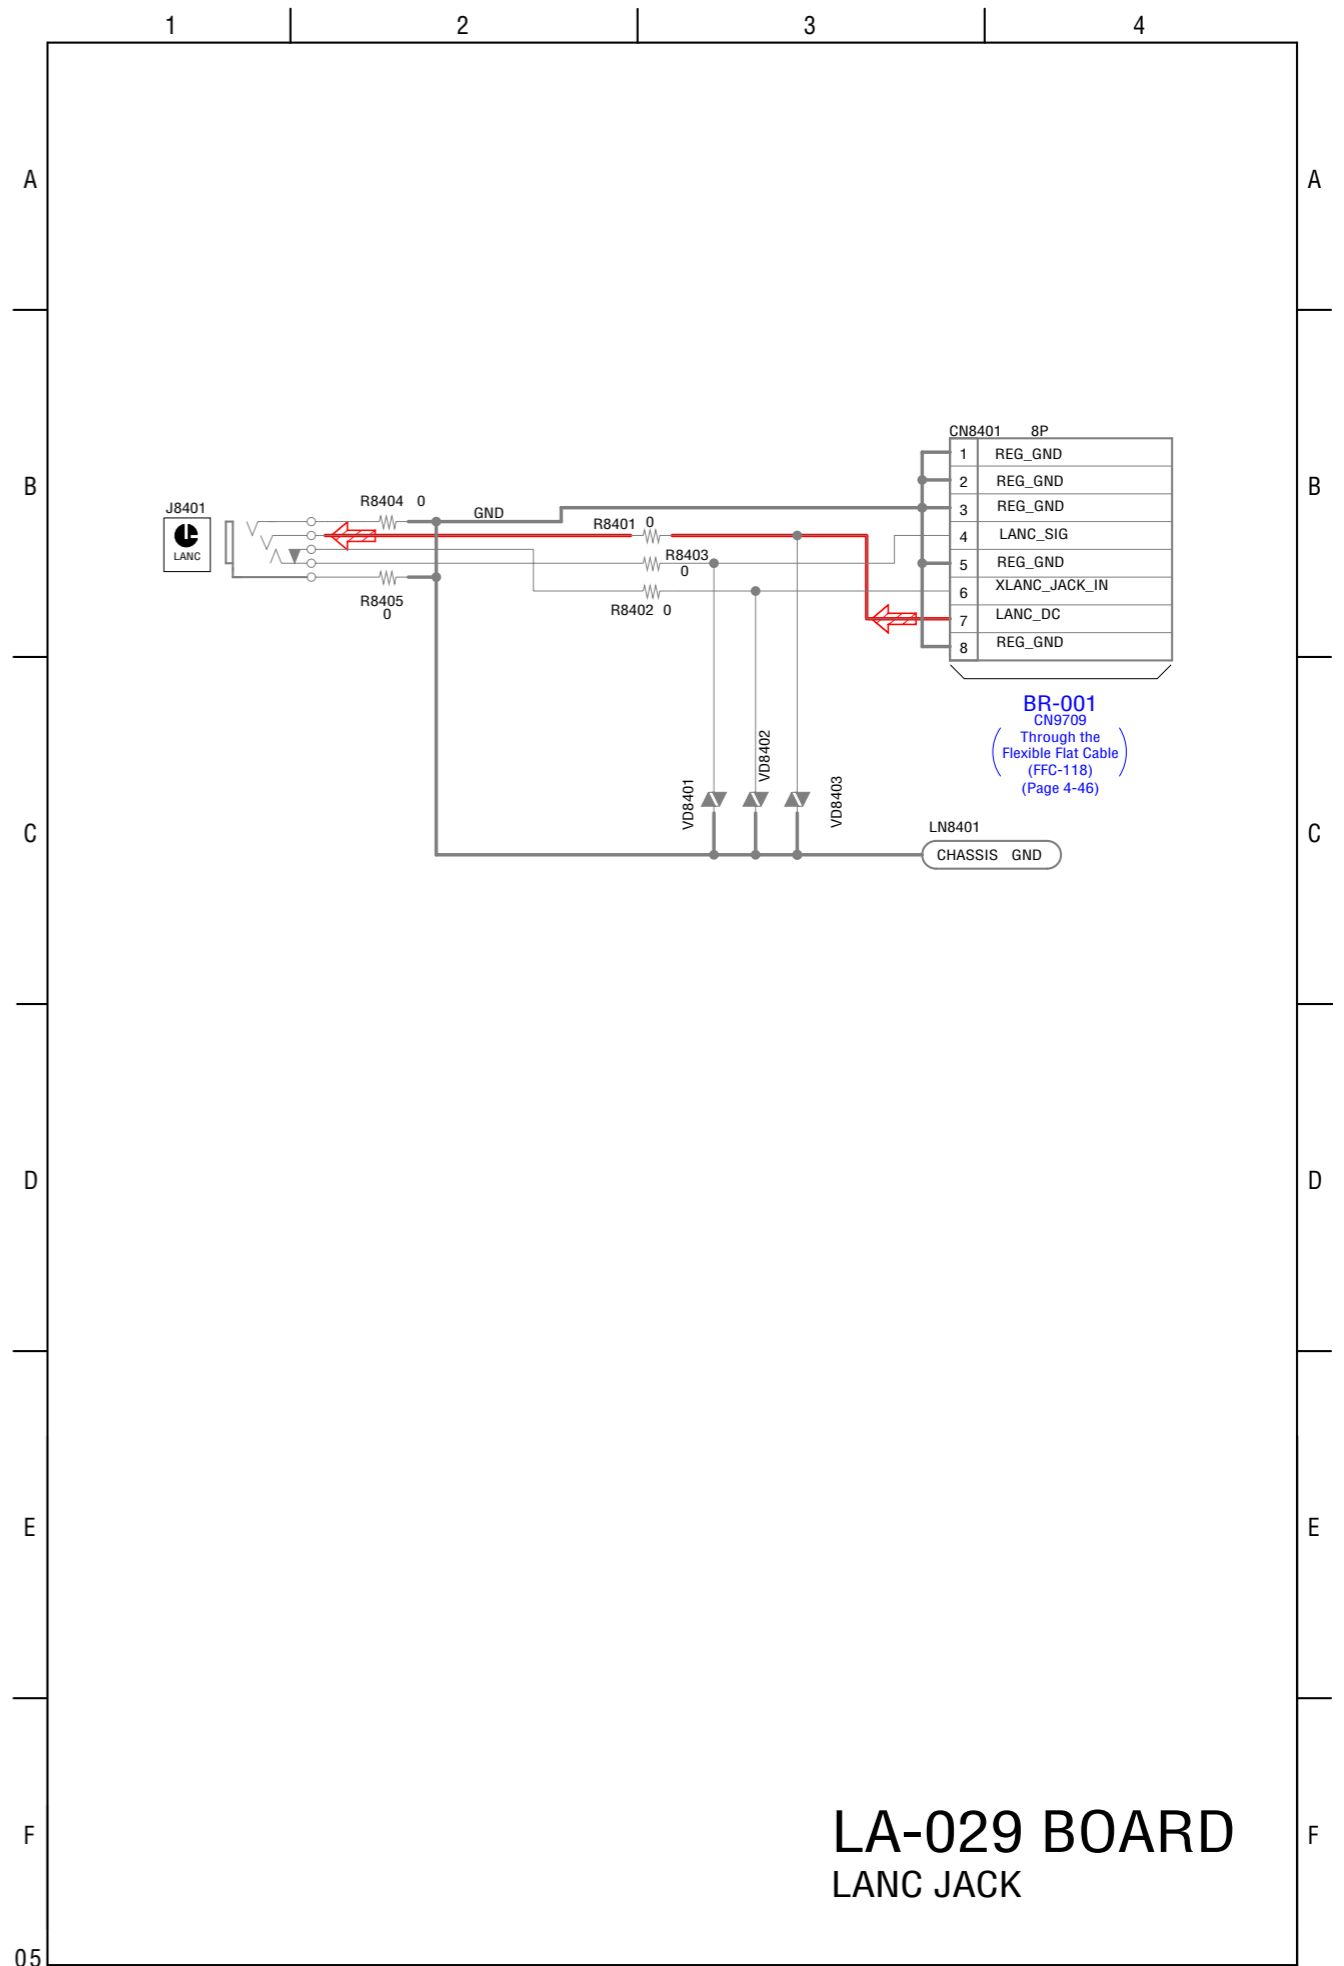 1 2 3 4
A A
CN8401 8P
1 REG_GND
2 REG_GND
3 REG_GND
4 LANC_SIG
5 REG_GND
6 XLANC_JACK_IN
7 LANC_DC
8 REG_GND
B B
J8401
LANC
R8404 0
GND
R8401 0
R8403
0
R8402 0
R8405
0
BR-001
CN9709
Through the
Flexible Flat Cable
(FFC-118)
(Page 4-46)
VD8401
VD8402
VD8403
C C
LN8401
CHASSIS GND
D D
E E
F F
LA-029 BOARD
LANC JACK
05